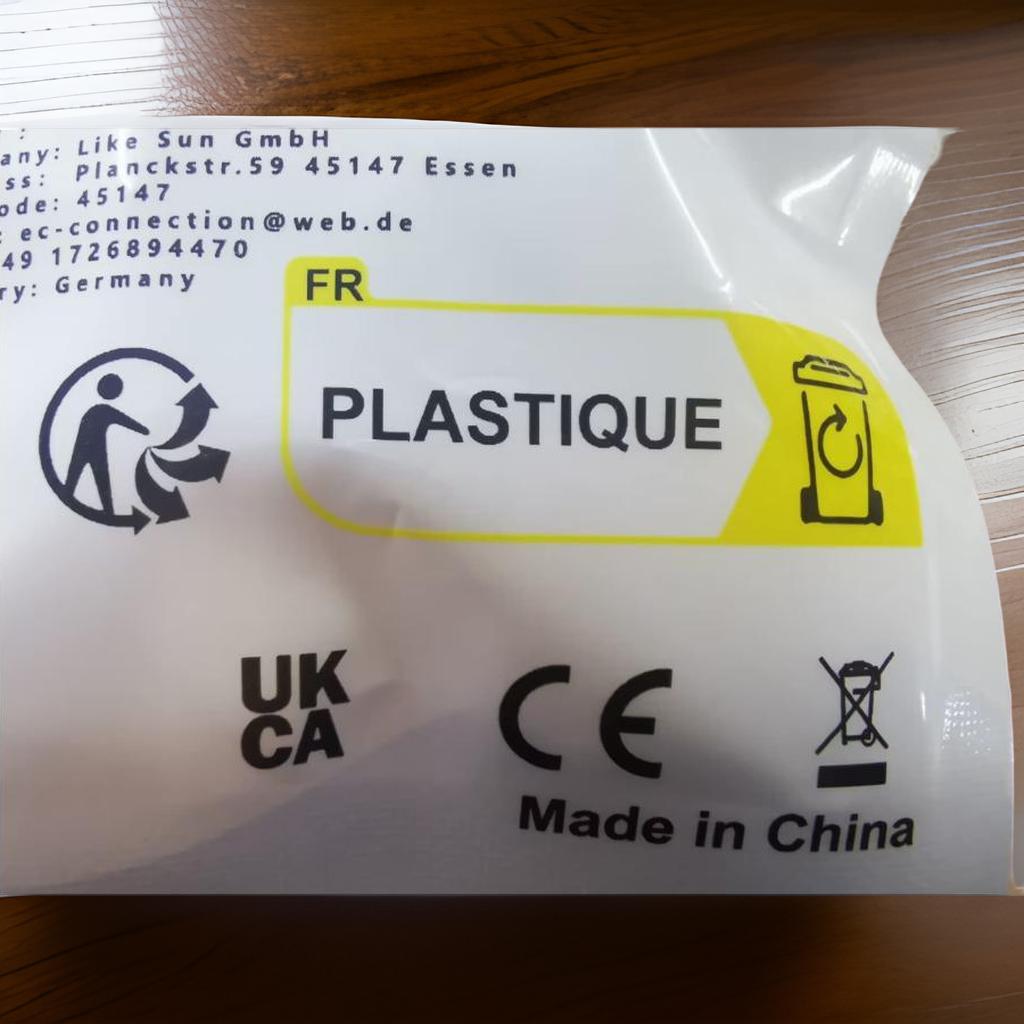 any: Like Sun GmbH
ss: Planckstr.59 45147 Essen
ode: 45147
: ec-connection@web.de
49 1726894470
ry: Germany
FR
PLASTIQUE
UK
CA
CE
Made in China